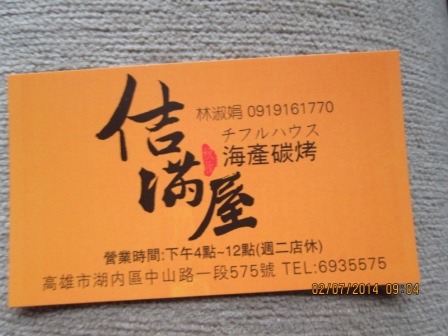 佶満屋
林淑娟 0919161770
チフルハウス
海產碳烤
營業時間:下午4點~12點(週二店休)
高雄市湖內區中山路一段575號 TEL:6935575
02/07/2014 09:04